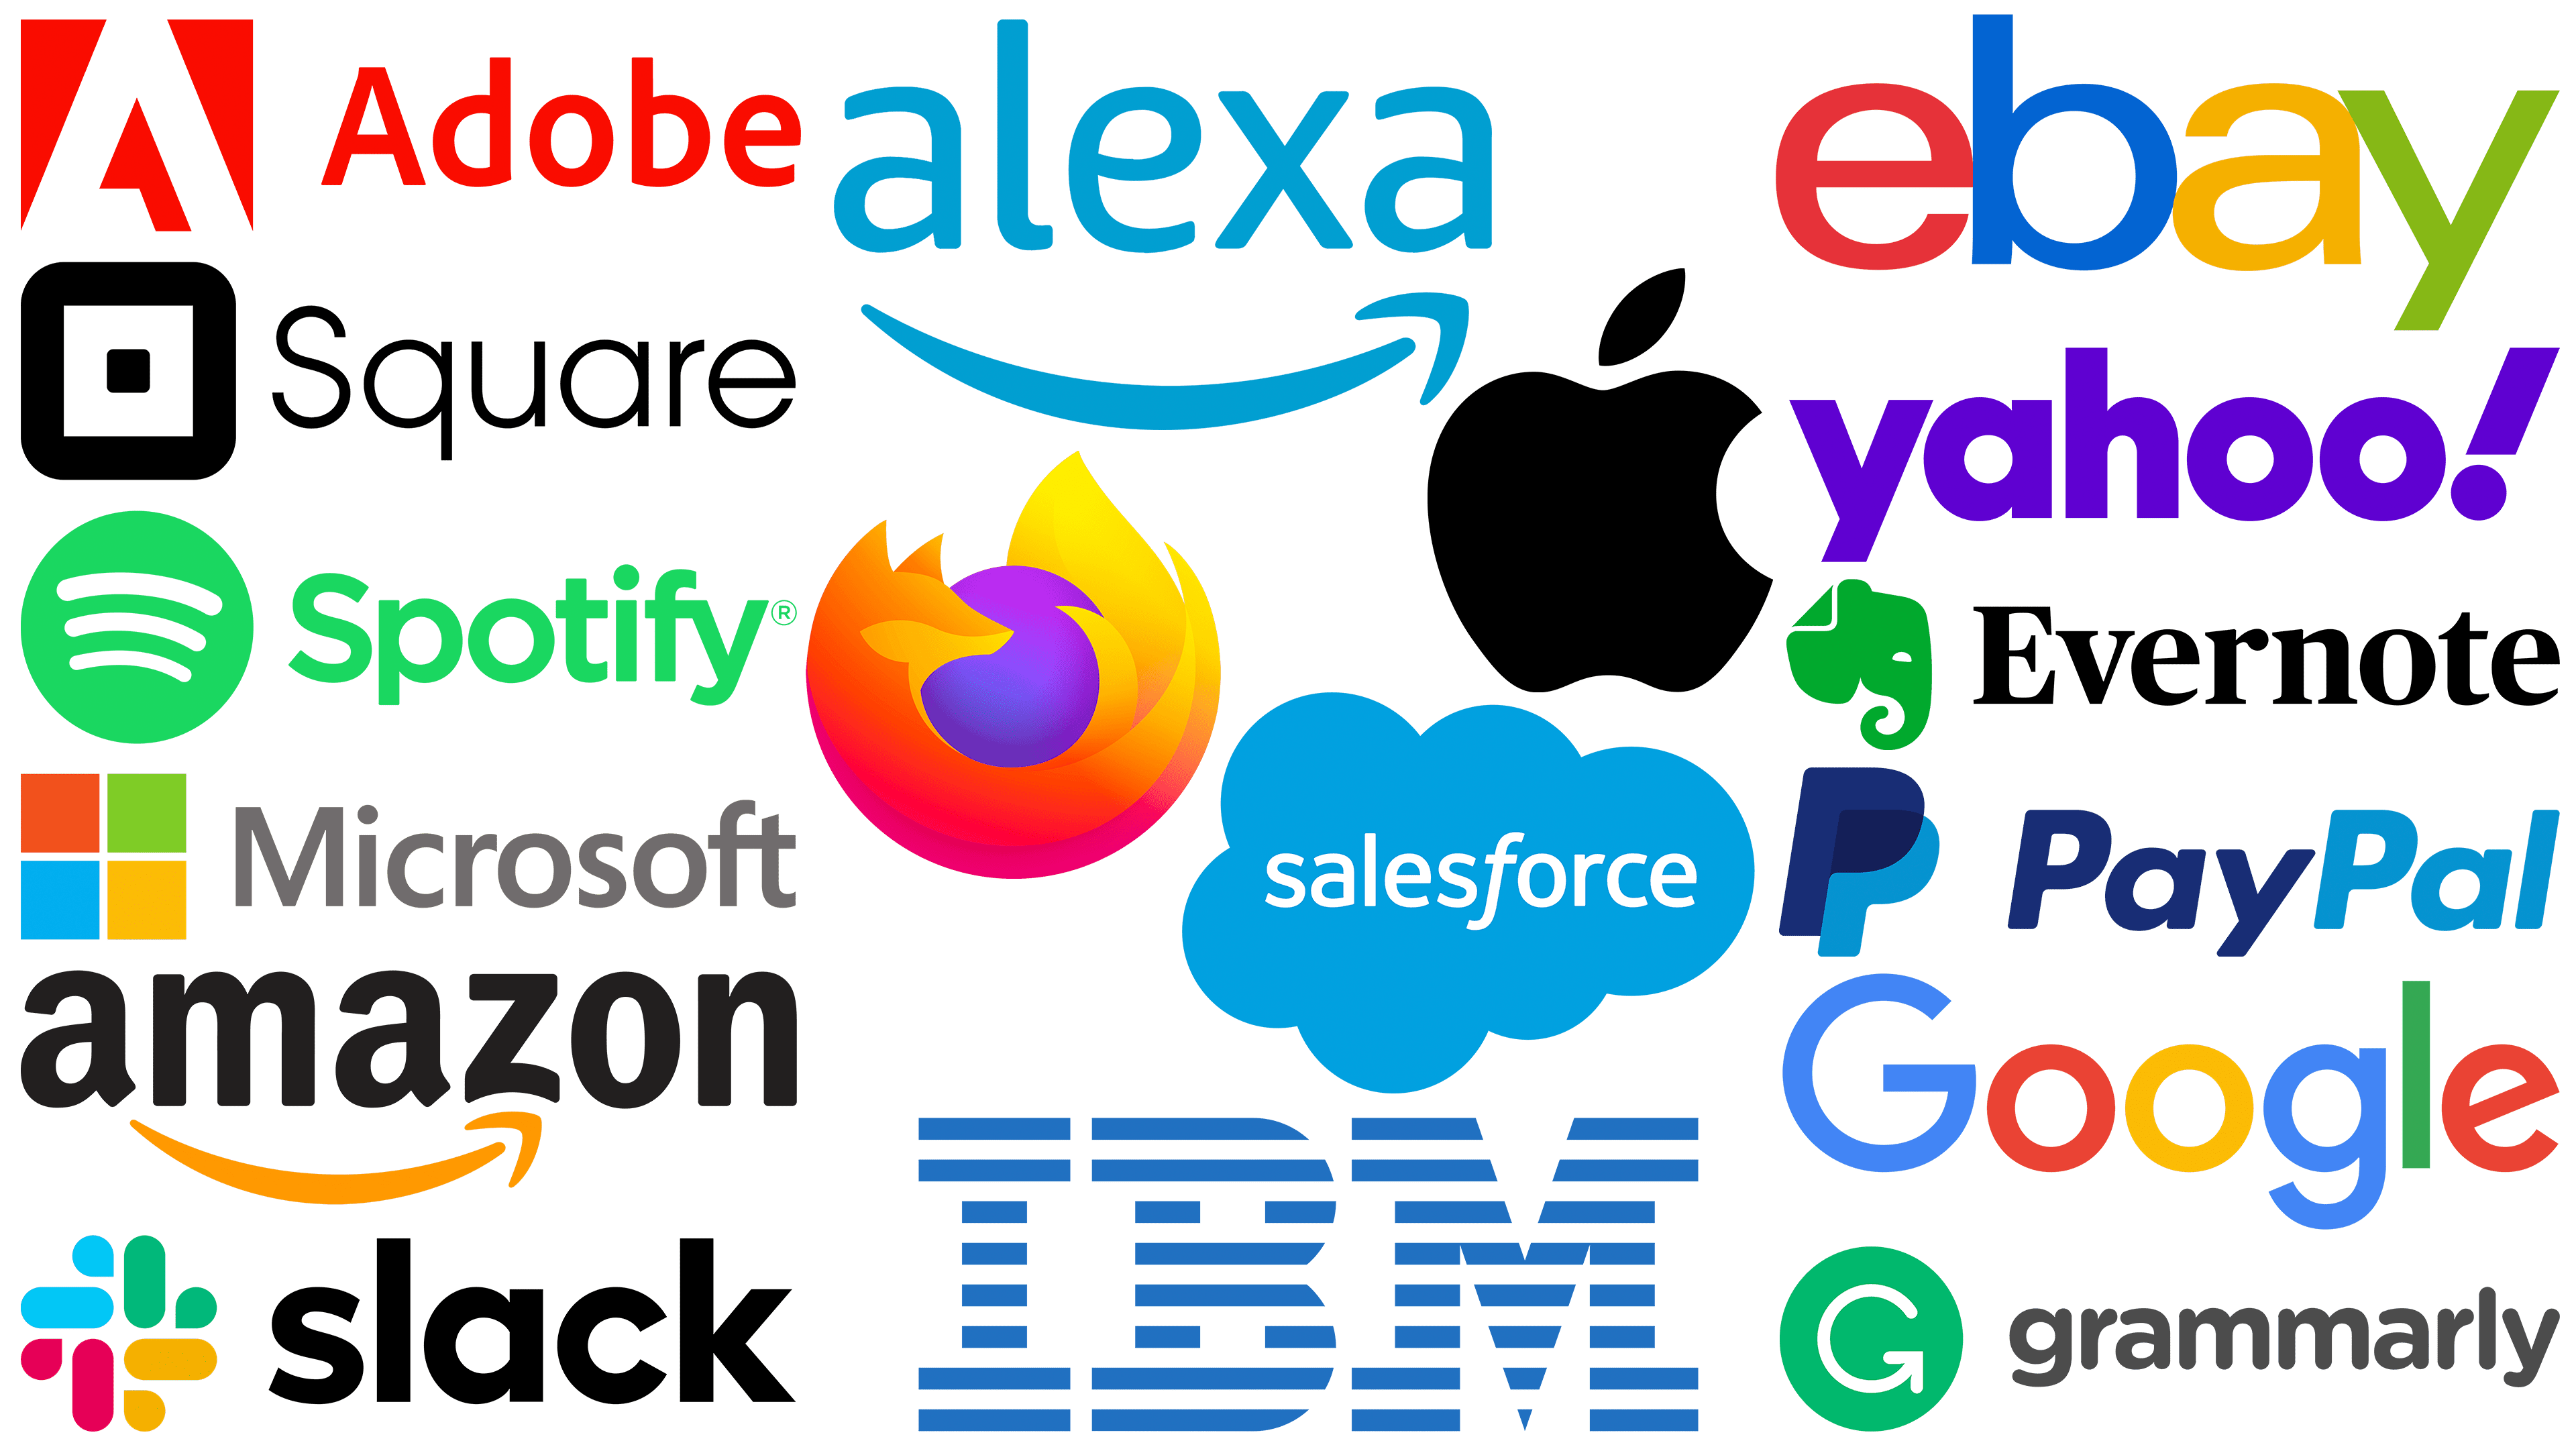 Adobe
Square
Spotify®
Microsoft
amazon
slack
alexa
salesforce
IBM
ebay
yahoo!
Evernote
PayPal
Google
grammarly